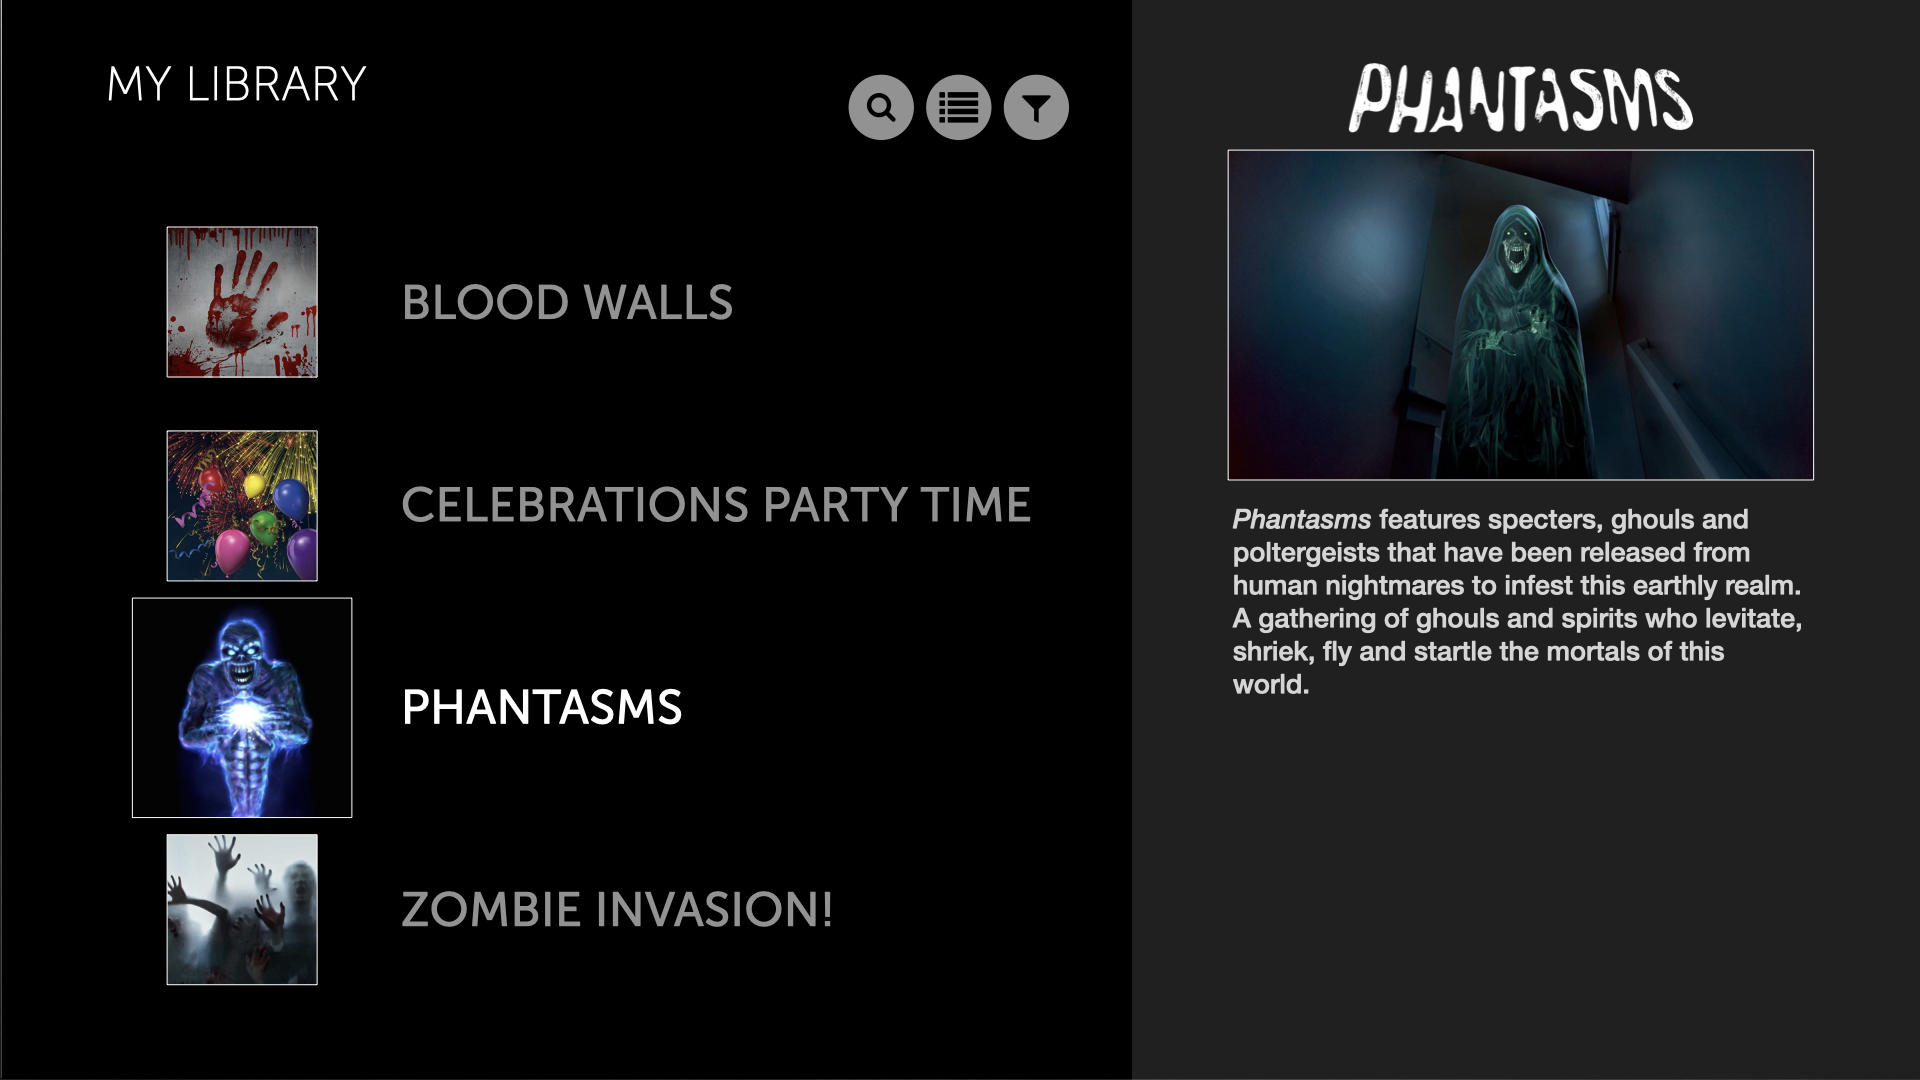 MY LIBRARY
BLOOD WALLS
CELEBRATIONS PARTY TIME
PHANTASMS
ZOMBIE INVASION!
PHANTASMS
Phantasms features specters, ghouls and
poltergeists that have been released from
human nightmares to infest this earthly realm.
A gathering of ghouls and spirits who levitate,
shriek, fly and startle the mortals of this
world.